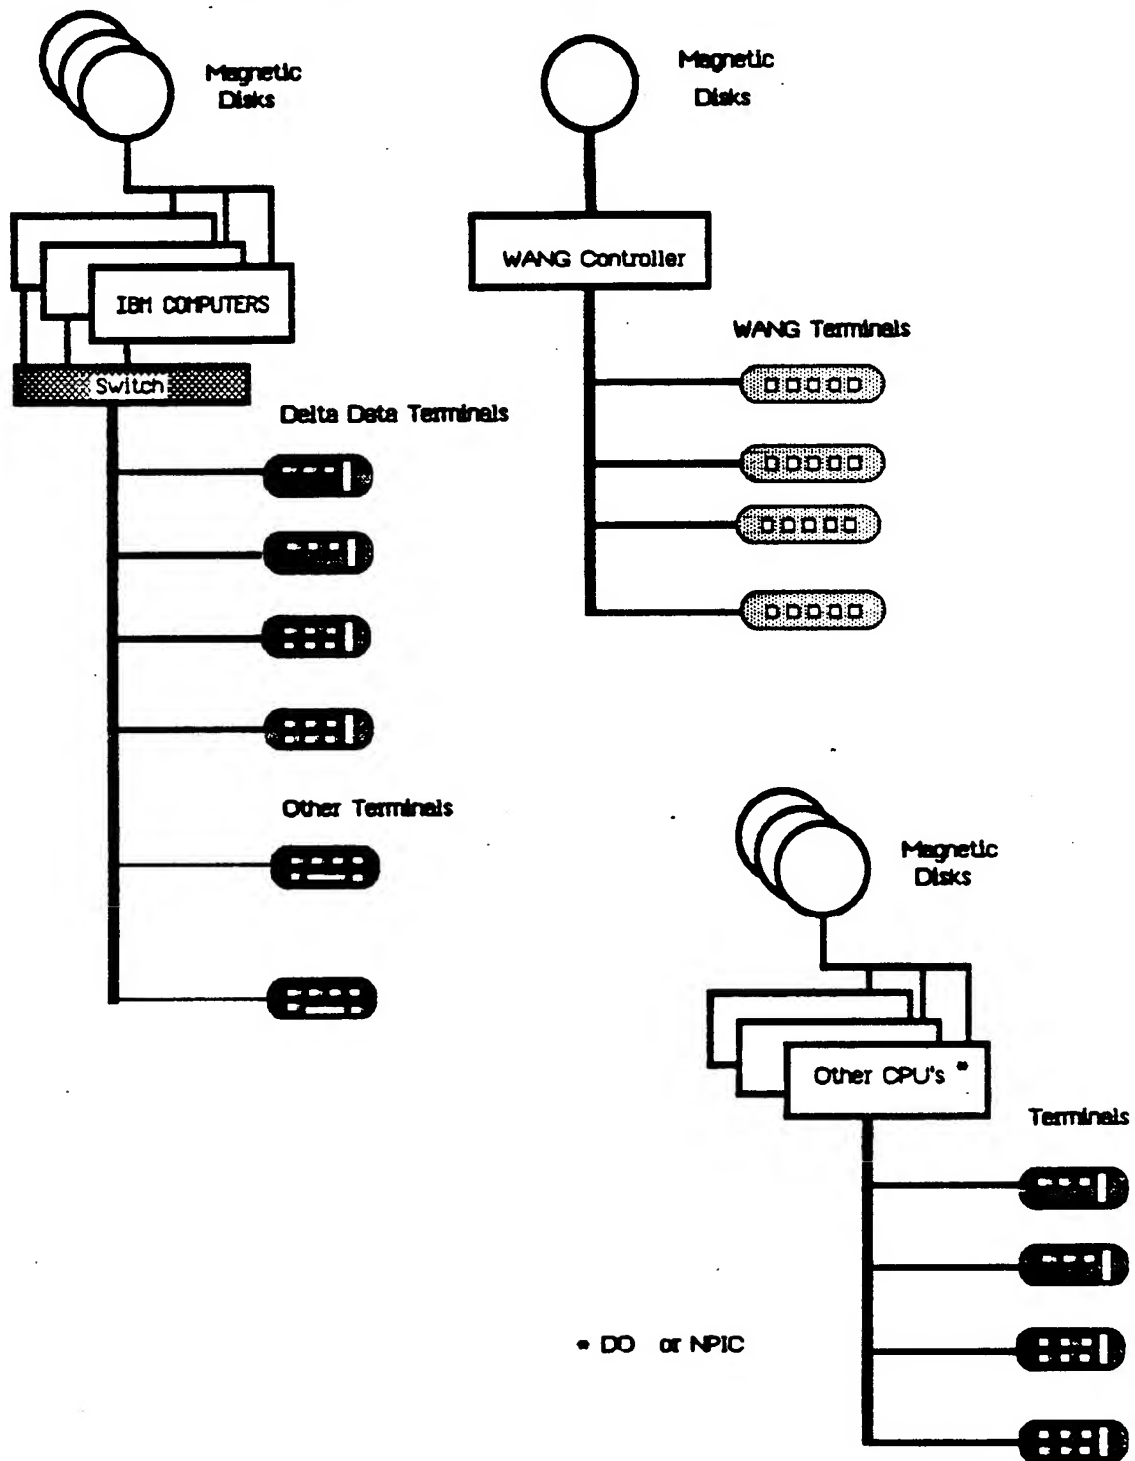 Magnetic
Disks
IBM COMPUTERS
Switch
Delta Data Terminals
Other Terminals
Magnetic
Disks
WANG Controller
WANG Terminals
Magnetic
Disks
Other CPU's *
Terminals
* DO or NPIC